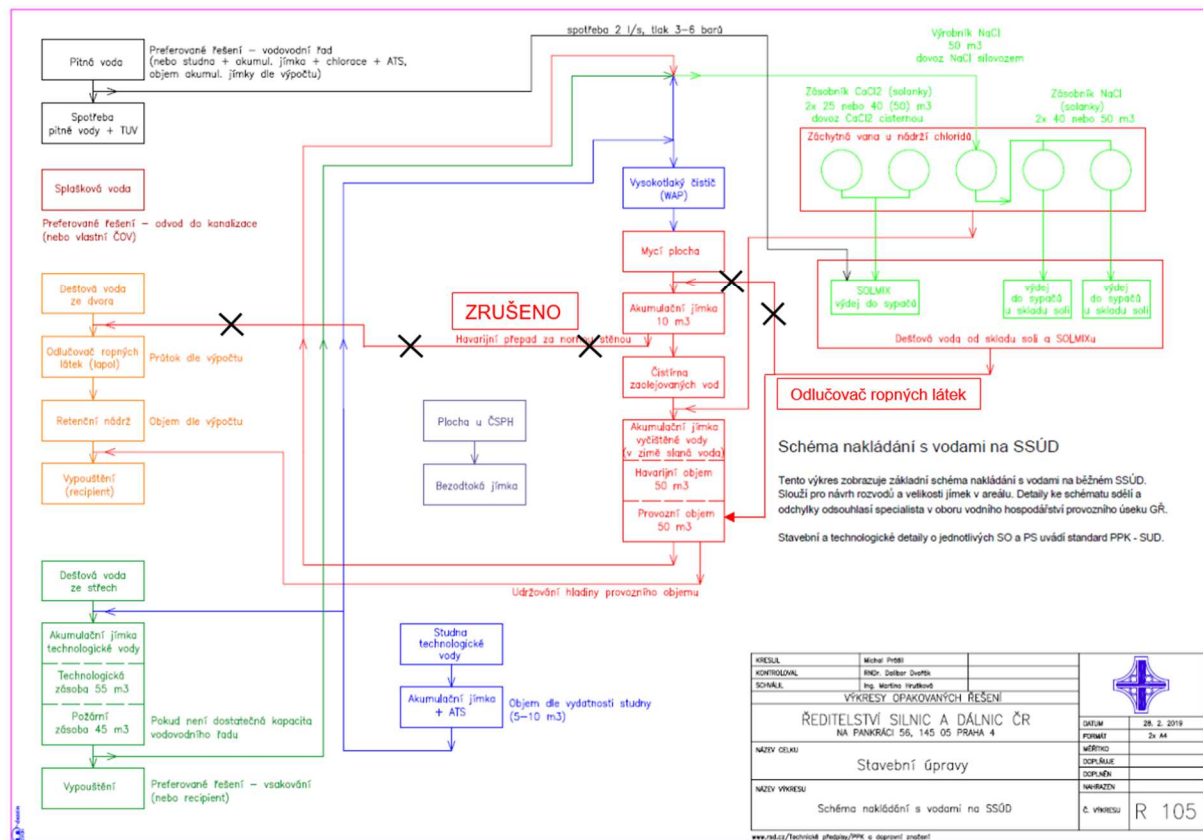 spotřeba 2 l/s, tlak 3–6 barů
Pitná voda
Preferované řešení – vodovodní řad
(nebo studna + akumul. jímka + chlorace + ATS,
objem akumul. jímky dle výpočtu)
Spotřeba
pitné vody + TUV
Splašková voda
Preferované řešení – odvod do kanalizace
(nebo vlastní ČOV)
Dešťová voda
ze dvora
Odlučovač ropných
látek (lapol)
Průtok dle výpočtu
Retenční nádrž
Objem dle výpočtu
Vypouštění
(recipient)
Dešťová voda
ze střech
Akumulační jímka
technologické vody
Technologická
zásoba 55 m3
Požární
zásoba 45 m3
Pokud není dostatečná kapacita
vodovodního řadu
Vypouštění
Preferované řešení – vsakování
(nebo recipient)
ZRUŠENO
Havarijní přepad za nornou stěnou
Plocha u ČSPH
Bezodtoká jímka
Udržování hladiny provozního objemu
Studna
technologické
vody
Akumulační jímka
+ ATS
Objem dle vydatnosti studny
(5–10 m3)
Vysokotlaký čistič
(WAP)
Mycí plocha
Akumulační jímka
10 m3
Čistírna
zaolejovaných vod
Akumulační jímka
vyčištěné vody
(v zimě slaná voda)
Havarijní objem
50 m3
Provozní objem
50 m3
Výrobník NaCl
50 m3
dovoz NaCl silovozem
Zásobník CaCl2 (solanky)
2x 25 nebo 40 (50) m3
dovoz CaCl2 cisternou
Zásobník NaCl
(solanky)
2x 40 nebo 50 m3
Záchytná vana u nádrží chloridů
SOLMIX
výdej do sypačů
výdej
do sypačů
u skladu soli
výdej
do sypačů
u skladu soli
Dešťová voda od skladu soli a SOLMIXu
Odlučovač ropných látek
Schéma nakládání s vodami na SSÚD
Tento výkres zobrazuje základní schéma nakládání s vodami na běžném SSÚD.
Slouží pro návrh rozvodů a velikosti jímek v areálu. Detaily ke schématu sdělí a
odchylky odsouhlasí specialista v oboru vodního hospodářství provozního úseku GŘ.
Stavební a technologické detaily o jednotlivých SO a PS uvádí standard PPK - SUD.
KRESLIL
Michal Prášil
KONTROLOVAL
RNDr. Dalibor Dvořák
SCHVÁLIL
Ing. Martina Hrušková
VÝKRESY OPAKOVANÝCH ŘEŠENÍ
ŘEDITELSTVÍ SILNIC A DÁLNIC ČR
NA PANKRÁCI 56, 145 05 PRAHA 4
NÁZEV CELKU
Stavební úpravy
NÁZEV VÝKRESU
Schéma nakládání s vodami na SSÚD
DATUM
28. 2. 2019
FORMÁT
2x A4
MĚŘÍTKO
DOPLŇUJE
DOPLNĚN
NAHRAZEN
Č. VÝKRESU
R 105
www.rsd.cz/Technické předpisy/PPK a dopravní značení